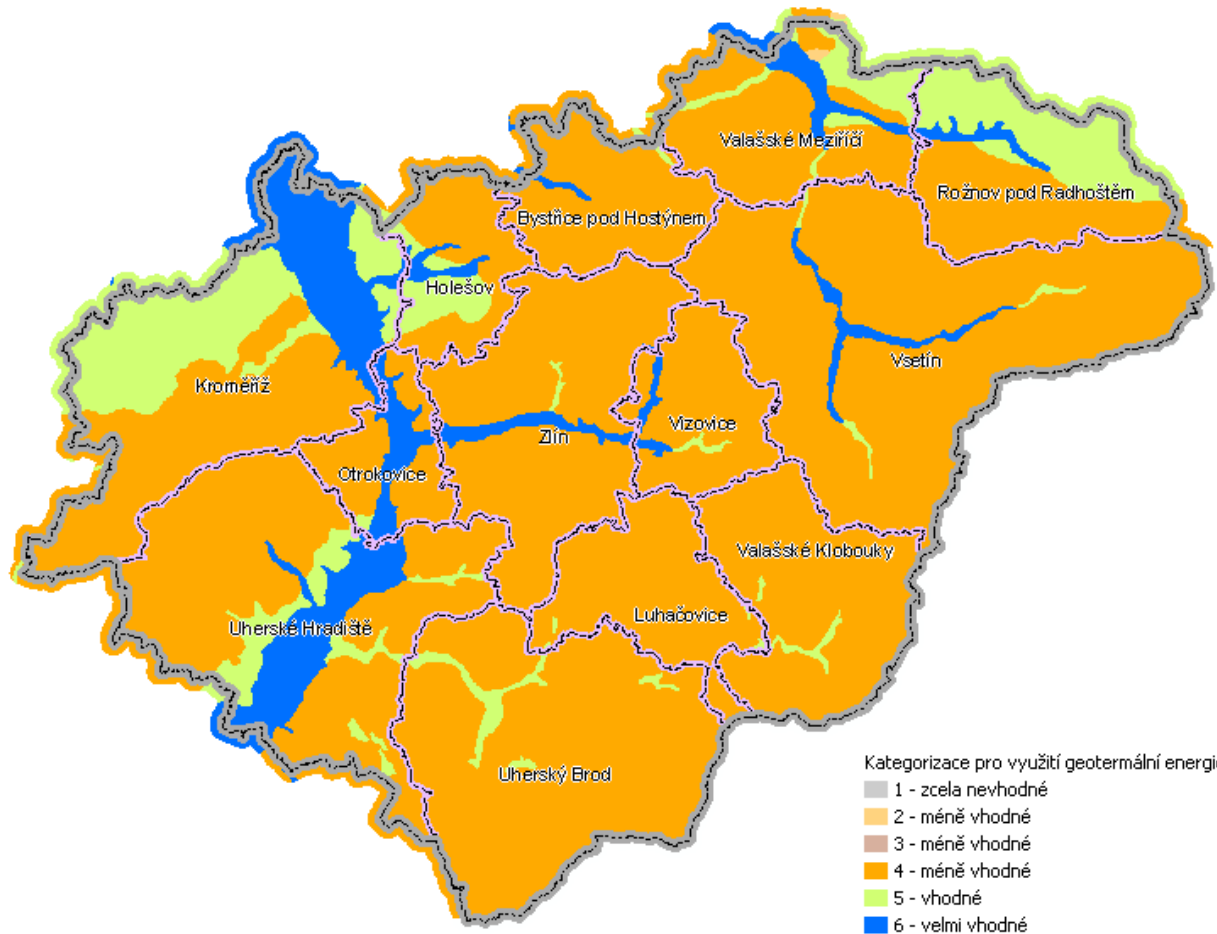 Valašské Meziříčí
Rožnov pod Radhoštěm
Bystřice pod Hostýnem
Holešov
Vsetín
Kroměříž
Vizovice
Zlín
Otrokovice
Valašské Klobouky
Luhačovice
Uherské Hradiště
Uherský Brod
Kategorizace pro využití geotermální energi
1 - zcela nevhodné
2 - méně vhodné
3 - méně vhodné
4 - méně vhodné
5 - vhodné
6 - velmi vhodné